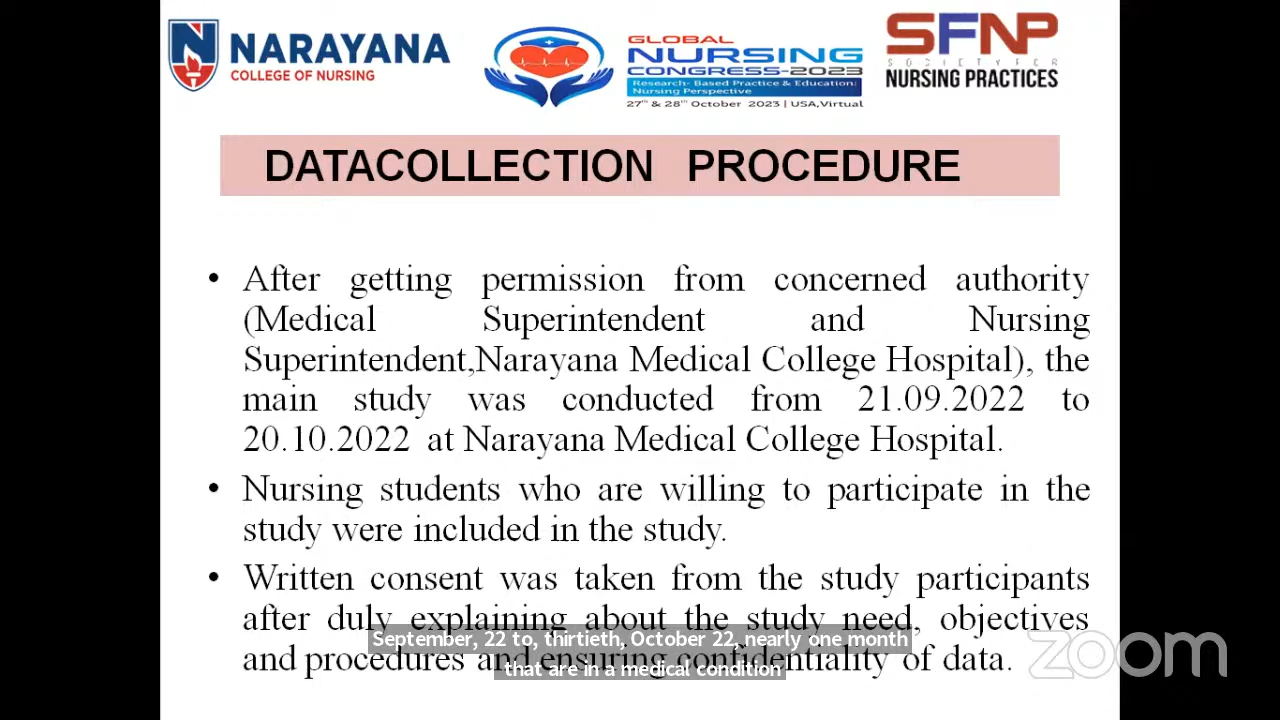 NARAYANA
COLLEGE OF NURSING
GLOBAL
NURSING
CONGRESS-2023
Research- Based Practice & Education:
Nursing Perspective
27th & 28th October 2023 | USA,Virtual
SFNP
SOCIETY FOR
NURSING PRACTICES
DATACOLLECTION PROCEDURE
• After getting permission from concerned authority
(Medical Superintendent and Nursing
Superintendent,Narayana Medical College Hospital), the
main study was conducted from 21.09.2022 to
20.10.2022 at Narayana Medical College Hospital.
• Nursing students who are willing to participate in the
study were included in the study.
• Written consent was taken from the study participants
after duly explaining about the study need, objectives
and procedures and ensuring confidentiality of data.
September, 22 to, thirtieth, October 22, nearly one month
that are in a medical condition
zoom